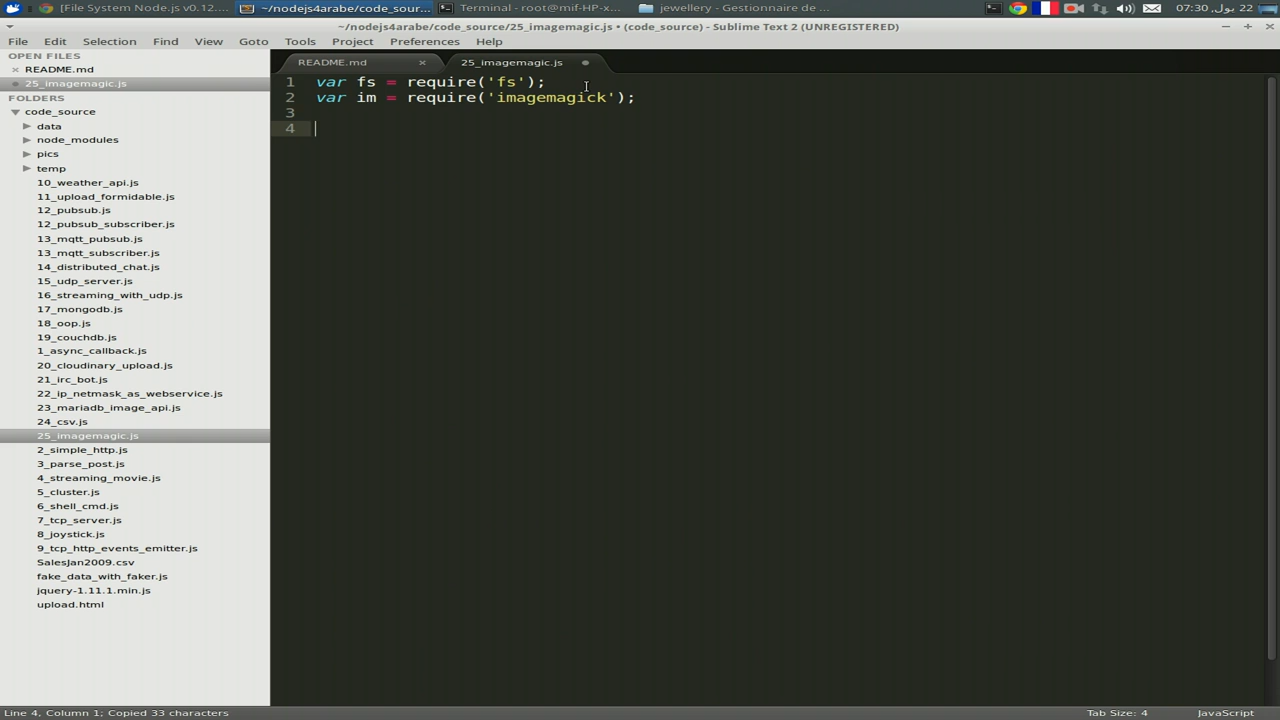 [File System Node.js v0.12....
~/nodejs4arabe/code_sour...
Terminal - root@mif-HP-x...
jewellery - Gestionnaire de ...
07:30 ,22 يول
~/nodejs4arabe/code_source/25_imagemagic.js • (code_source) - Sublime Text 2 (UNREGISTERED)
File Edit Selection Find View Goto Tools Project Preferences Help
OPEN FILES
README.md
25_imagemagic.js
FOLDERS
code_source
data
node_modules
pics
temp
10_weather_api.js
11_upload_formidable.js
12_pubsub.js
12_pubsub_subscriber.js
13_mqtt_pubsub.js
13_mqtt_subscriber.js
14_distributed_chat.js
15_udp_server.js
16_streaming_with_udp.js
17_mongodb.js
18_oop.js
19_couchdb.js
1_async_callback.js
20_cloudinary_upload.js
21_irc_bot.js
22_ip_netmask_as_webservice.js
23_mariadb_image_api.js
24_csv.js
25_imagemagic.js
2_simple_http.js
3_parse_post.js
4_streaming_movie.js
5_cluster.js
6_shell_cmd.js
7_tcp_server.js
8_joystick.js
9_tcp_http_events_emitter.js
SalesJan2009.csv
fake_data_with_faker.js
jquery-1.11.1.min.js
upload.html
README.md
25_imagemagic.js
1 var fs = require('fs');
2 var im = require('imagemagick');
3
4
Line 4, Column 1; Copied 33 characters
Tab Size: 4
JavaScript